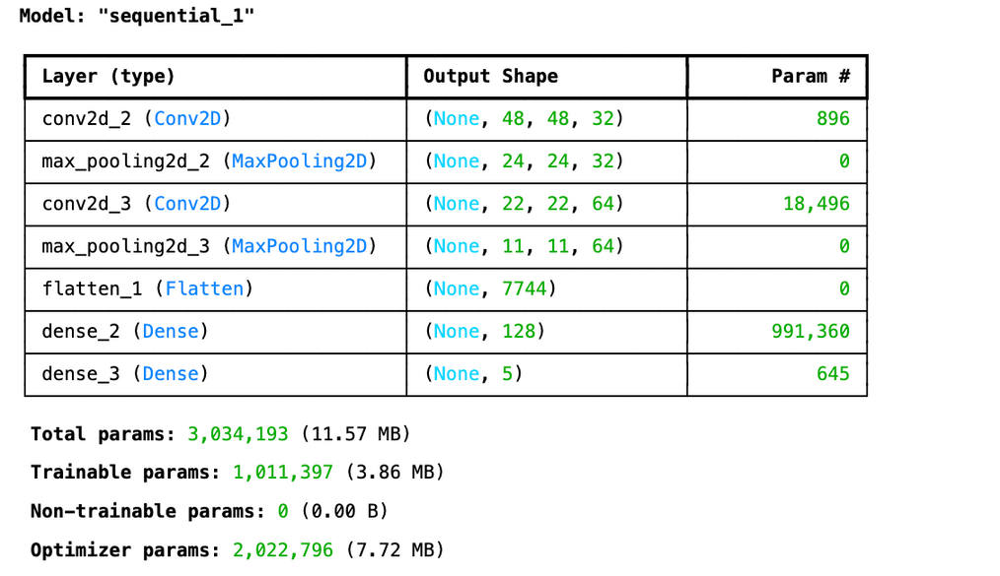 Model: "sequential_1"
Layer (type) Output Shape Param #
conv2d_2 (Conv2D) (None, 48, 48, 32) 896
max_pooling2d_2 (MaxPooling2D) (None, 24, 24, 32) 0
conv2d_3 (Conv2D) (None, 22, 22, 64) 18,496
max_pooling2d_3 (MaxPooling2D) (None, 11, 11, 64) 0
flatten_1 (Flatten) (None, 7744) 0
dense_2 (Dense) (None, 128) 991,360
dense_3 (Dense) (None, 5) 645
Total params: 3,034,193 (11.57 MB)
Trainable params: 1,011,397 (3.86 MB)
Non-trainable params: 0 (0.00 B)
Optimizer params: 2,022,796 (7.72 MB)